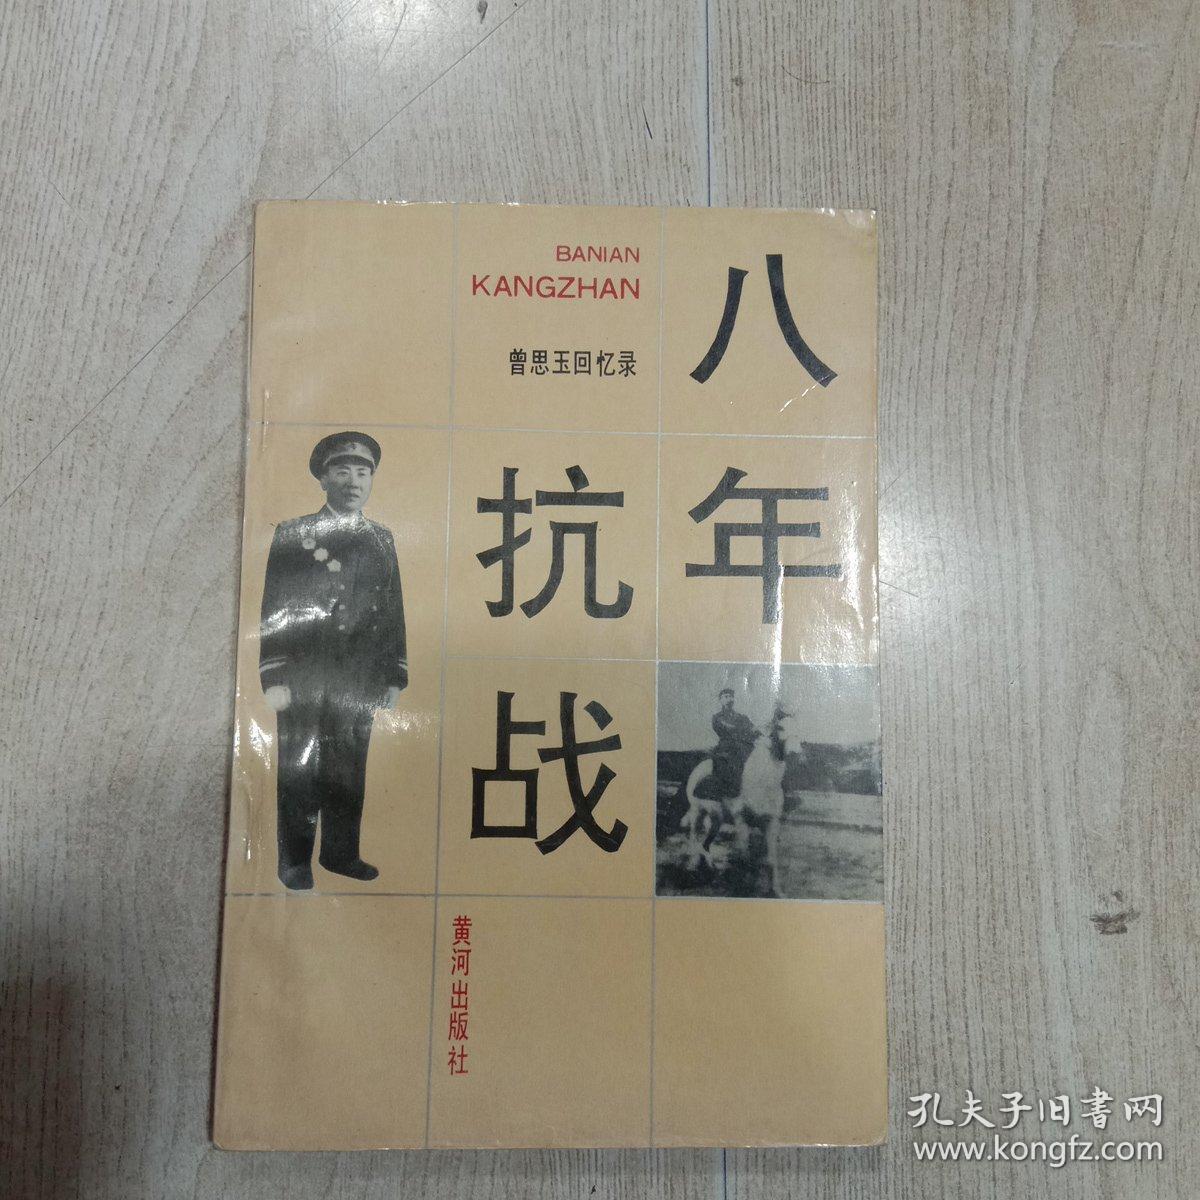 BANIAN
KANGZHAN
曾思玉回忆录
八年
抗战
黄河出版社
孔夫子旧书网
www.kongfz.com